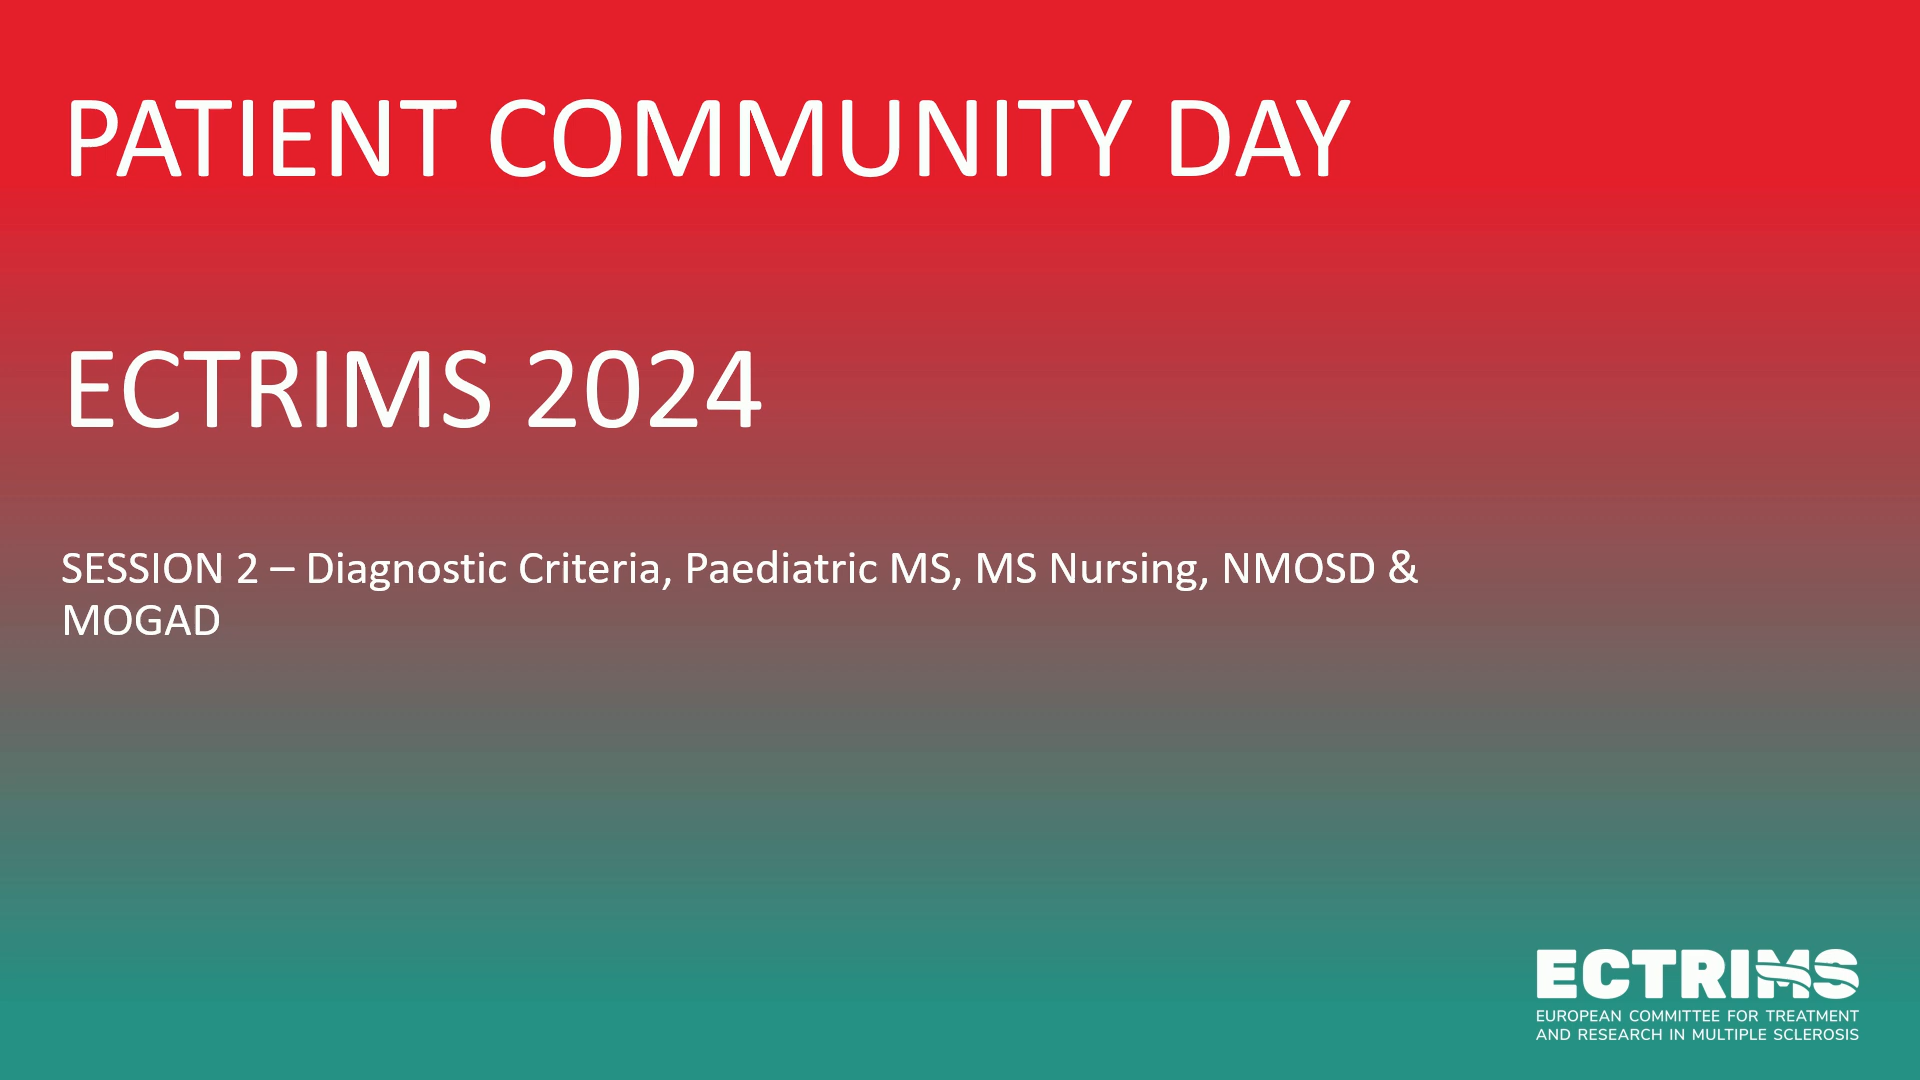 PATIENT COMMUNITY DAY
ECTRIMS 2024
SESSION 2 – Diagnostic Criteria, Paediatric MS, MS Nursing, NMOSD &
MOGAD
ECTRIMS
EUROPEAN COMMITTEE FOR TREATMENT
AND RESEARCH IN MULTIPLE SCLEROSIS